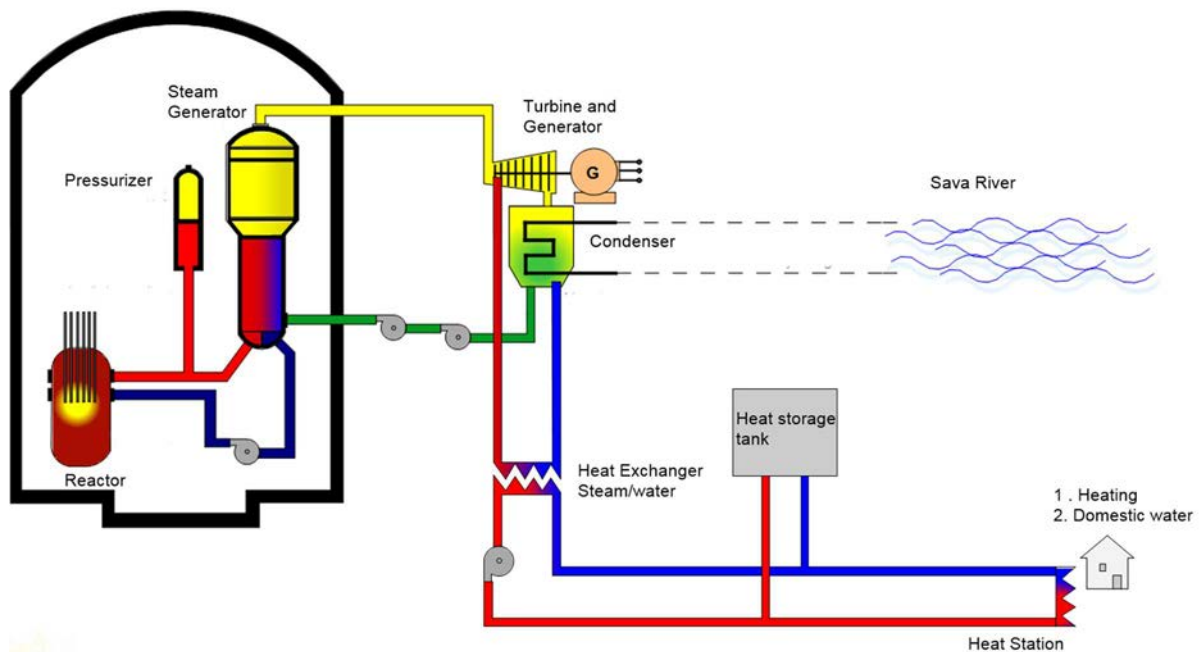 Steam
Generator
Turbine and
Generator
Pressurizer
G
Sava River
Condenser
Heat storage
tank
Heat Exchanger
Steam/water
Reactor
1 . Heating
2. Domestic water
Heat Station